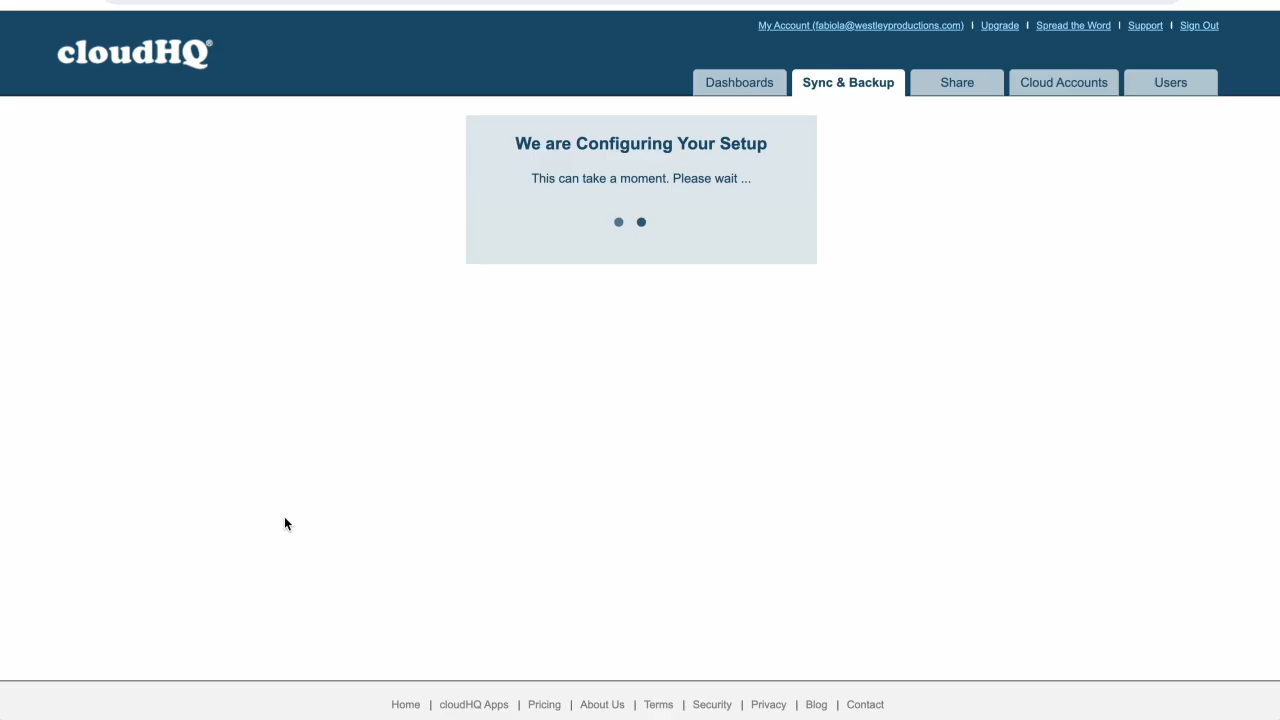 My Account (fabiola@westleyproductions.com) | Upgrade | Spread the Word | Support | Sign Out
cloudHQ®
Dashboards Sync & Backup Share Cloud Accounts Users
We are Configuring Your Setup
This can take a moment. Please wait ...
Home | cloudHQ Apps | Pricing | About Us | Terms | Security | Privacy | Blog | Contact